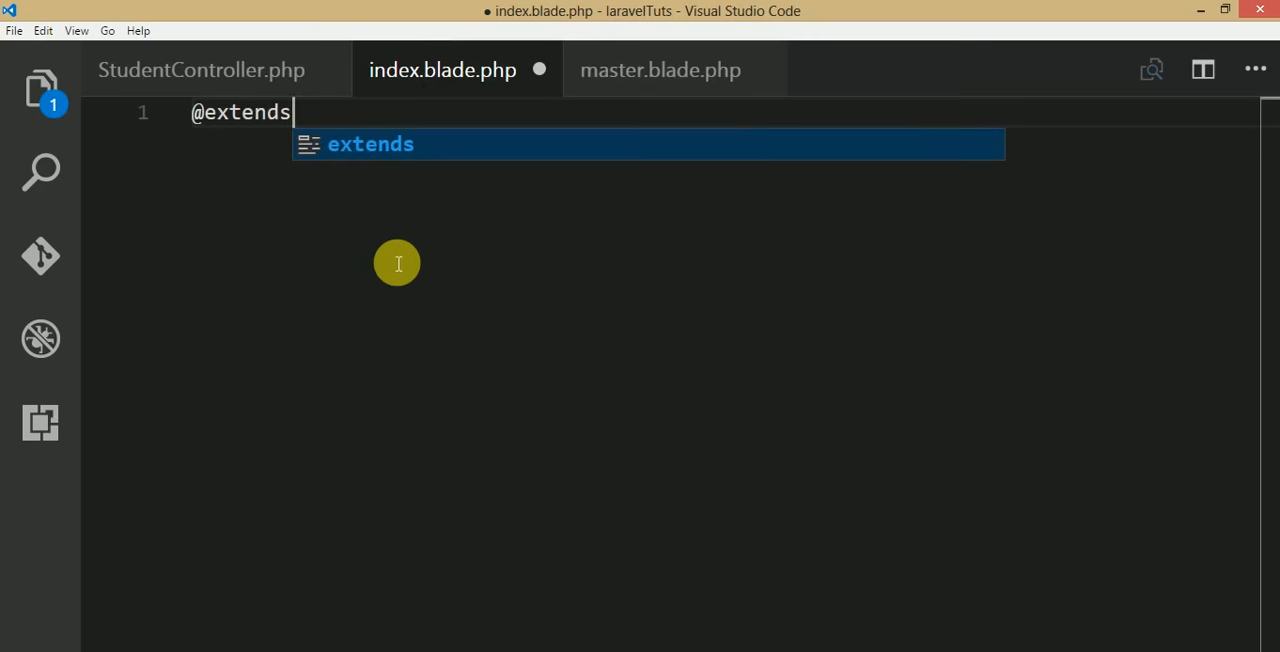 ● index.blade.php - laravelTuts - Visual Studio Code
File Edit View Go Help
StudentController.php index.blade.php master.blade.php
1
1 @extends
extends